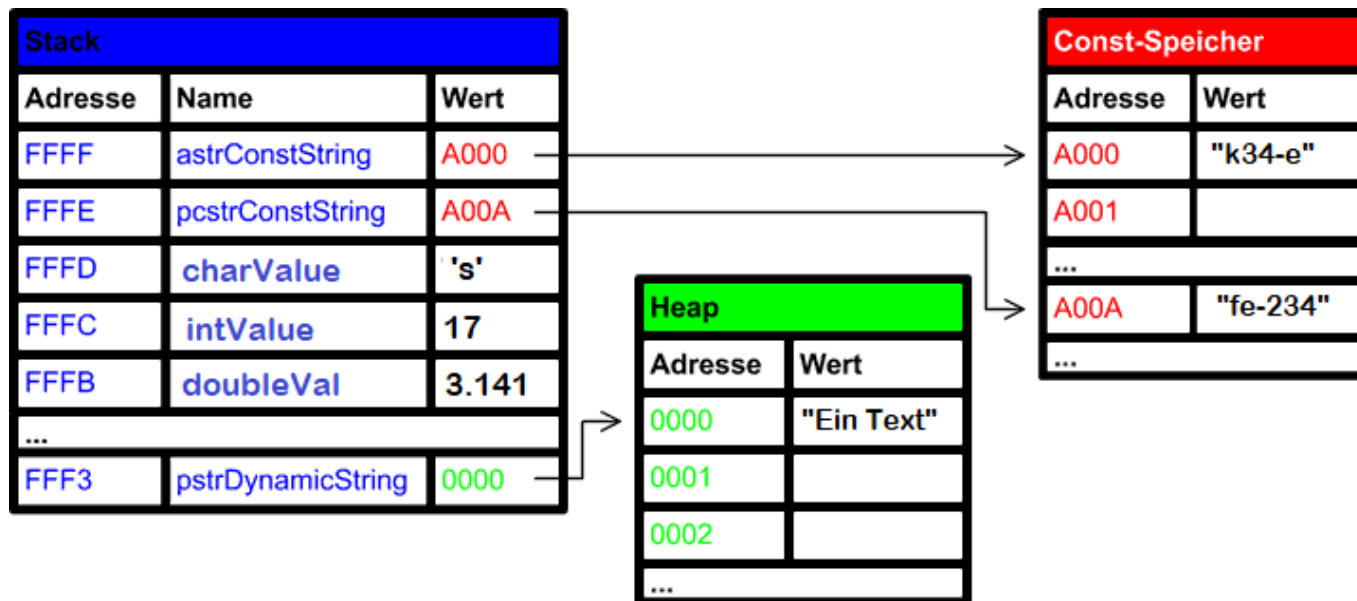 Stack
Adresse Name Wert
FFFF astrConstString A000
FFFE pcstrConstString A00A
FFFD charValue 's'
FFFC intValue 17
FFFB doubleVal 3.141
...
FFF3 pstrDynamicString 0000
Heap
Adresse Wert
0000 "Ein Text"
0001
0002
...
Const-Speicher
Adresse Wert
A000 "k34-e"
A001
...
A00A "fe-234"
...